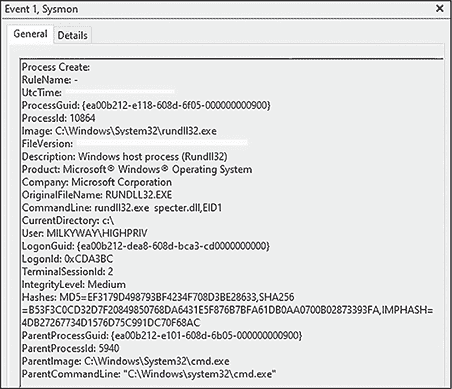 Event 1, Sysmon
General Details
Process Create:
RuleName: -
UtcTime:
ProcessGuid: {ea00b212-e118-608d-6f05-000000000900}
ProcessId: 10864
Image: C:\Windows\System32\rundll32.exe
FileVersion:
Description: Windows host process (Rundll32)
Product: Microsoft® Windows® Operating System
Company: Microsoft Corporation
OriginalFileName: RUNDLL32.EXE
CommandLine: rundll32.exe specter.dll,EID1
CurrentDirectory: c:\
User: MILKYWAY\HIGHPRIV
LogonGuid: {ea00b212-dea8-608d-bca3-cd0000000000}
LogonId: 0xCDA3BC
TerminalSessionId: 2
IntegrityLevel: Medium
Hashes: MD5=EF3179D498793BF4234F708D3BE28633,SHA256
=B53F3C0CD32D7F20849850768DA6431E5F876B7BFA61DB0AA0700B02873393FA,IMPHASH=
4DB27267734D1576D75C991DC70F68AC
ParentProcessGuid: {ea00b212-e101-608d-6b05-000000000900}
ParentProcessId: 5940
ParentImage: C:\Windows\System32\cmd.exe
ParentCommandLine: "C:\Windows\system32\cmd.exe"